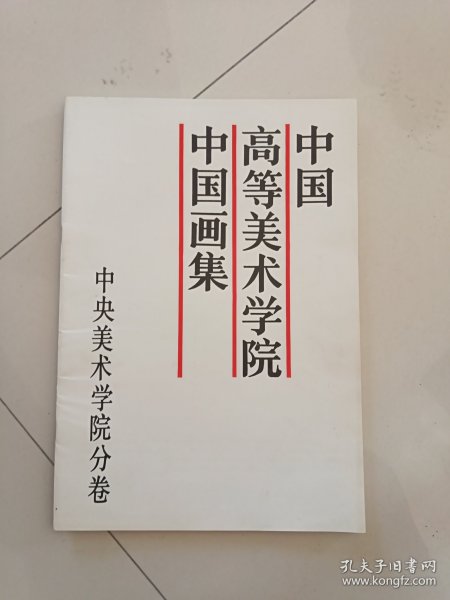 中国
高等美术学院
中国画集
中央美术学院分卷
孔夫子旧书网
www.kongfz.com